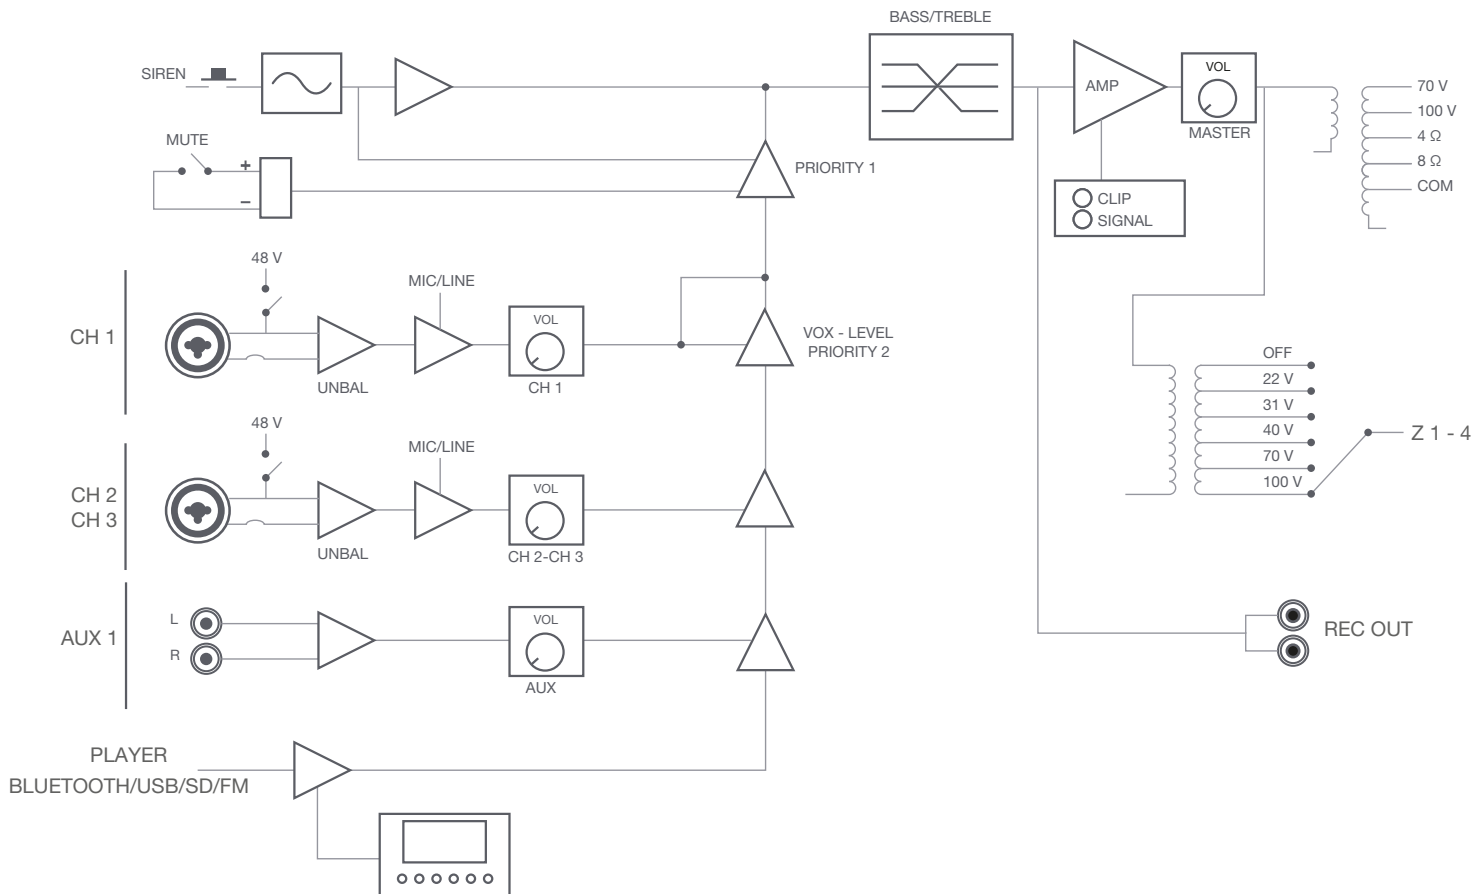 BASS/TREBLE
SIREN
MUTE
+
–
PRIORITY 1
AMP
VOL
MASTER
CLIP
SIGNAL
70 V
100 V
4 Ω
8 Ω
COM
CH 1
48 V
UNBAL
MIC/LINE
VOL
CH 1
VOX - LEVEL
PRIORITY 2
OFF
22 V
31 V
40 V
70 V
100 V
Z 1 - 4
CH 2
CH 3
48 V
UNBAL
MIC/LINE
VOL
CH 2-CH 3
AUX 1
L
R
VOL
AUX
REC OUT
PLAYER
BLUETOOTH/USB/SD/FM